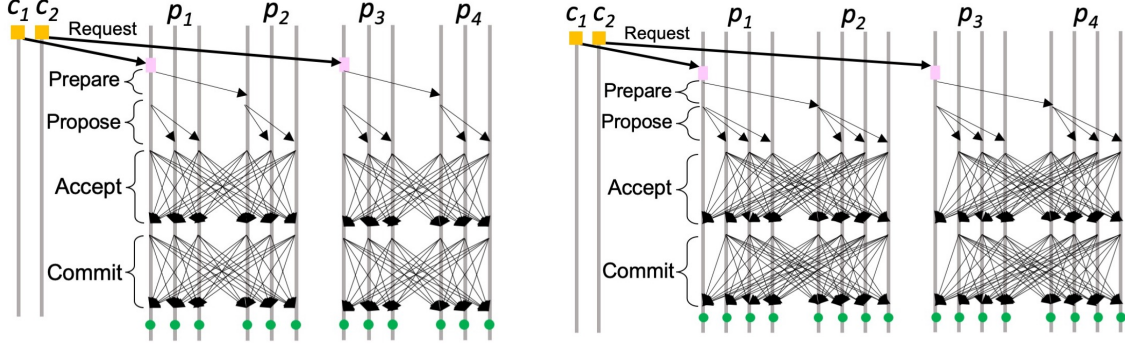 c1 c2 Request p1 p2 p3 p4
Prepare
Propose
Accept
Commit
c1 c2 Request p1 p2 p3 p4
Prepare
Propose
Accept
Commit